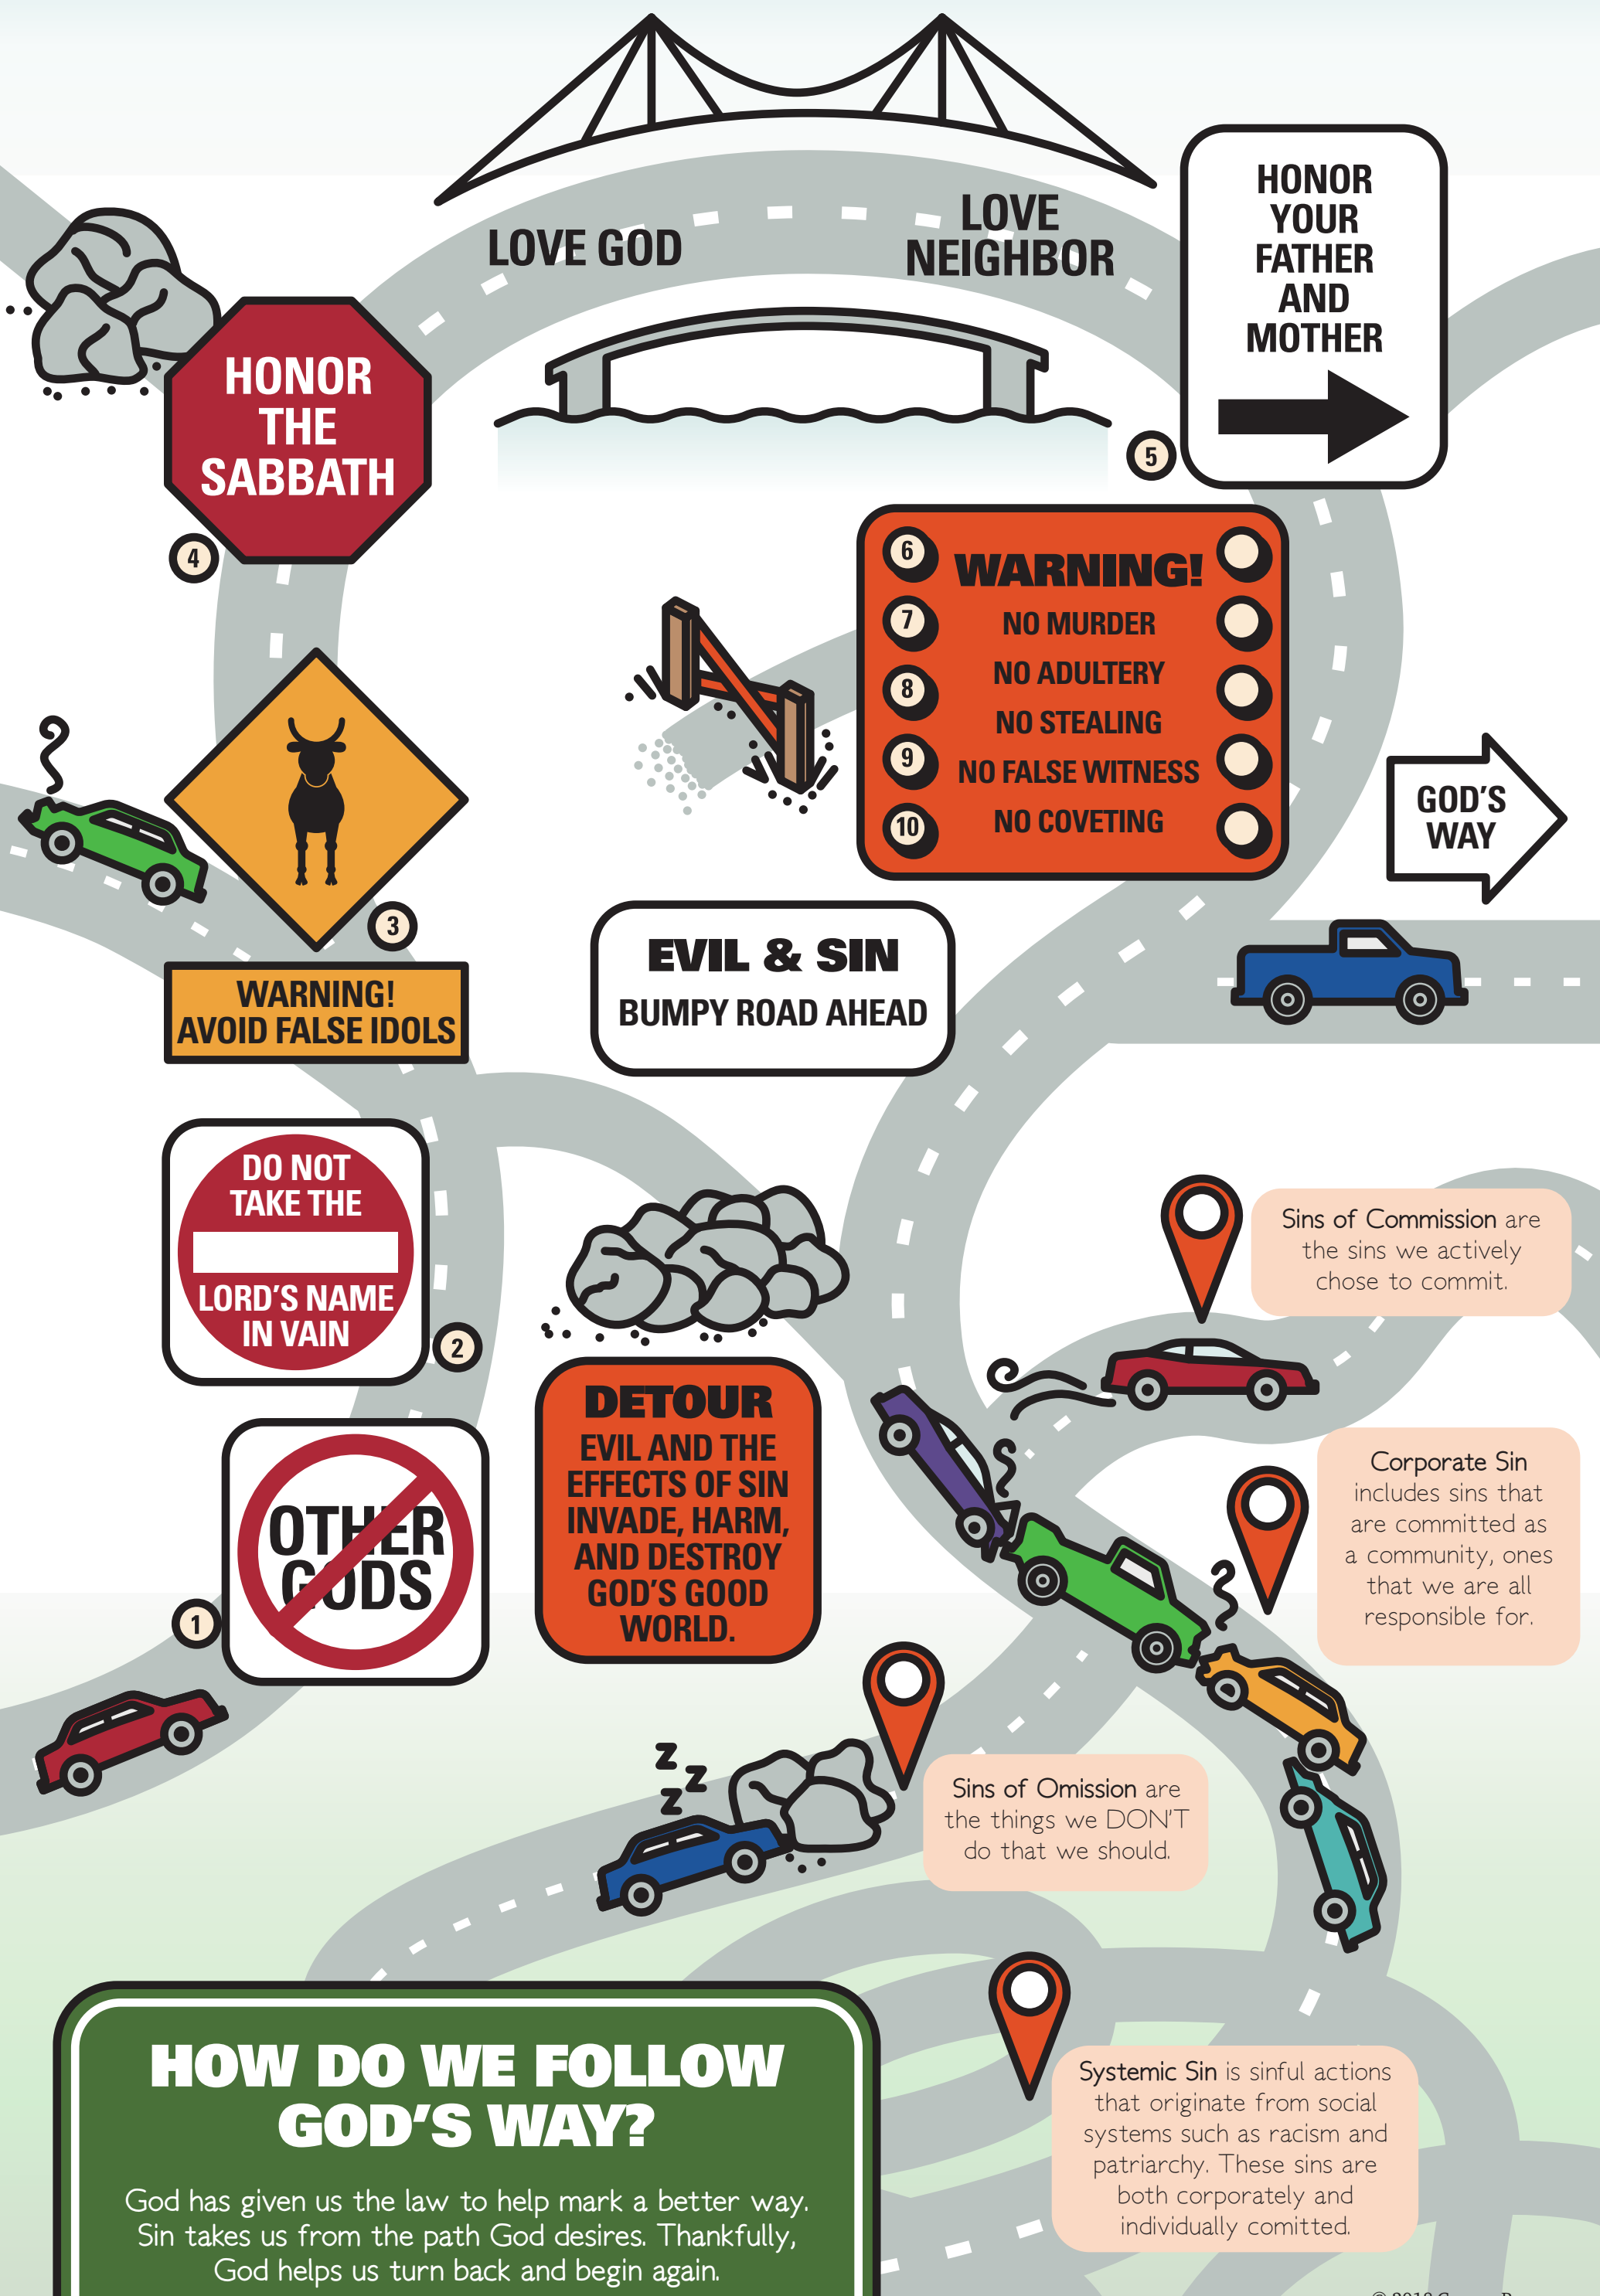 LOVE GOD
LOVE
NEIGHBOR
HONOR
YOUR
FATHER
AND
MOTHER
5
HONOR
THE
SABBATH
4
6
7
8
9
10
WARNING!
NO MURDER
NO ADULTERY
NO STEALING
NO FALSE WITNESS
NO COVETING
GOD'S
WAY
3
WARNING!
AVOID FALSE IDOLS
EVIL & SIN
BUMPY ROAD AHEAD
DO NOT
TAKE THE
LORD'S NAME
IN VAIN
2
OTHER
GODS
1
DETOUR
EVIL AND THE
EFFECTS OF SIN
INVADE, HARM,
AND DESTROY
GOD'S GOOD
WORLD.
Sins of Commission are
the sins we actively
chose to commit.
Corporate Sin
includes sins that
are committed as
a community, ones
that we are all
responsible for.
z
z
z
Sins of Omission are
the things we DON'T
do that we should.
Systemic Sin is sinful actions
that originate from social
systems such as racism and
patriarchy. These sins are
both corporately and
individually comitted.
HOW DO WE FOLLOW
GOD'S WAY?
God has given us the law to help mark a better way.
Sin takes us from the path God desires. Thankfully,
God helps us turn back and begin again.